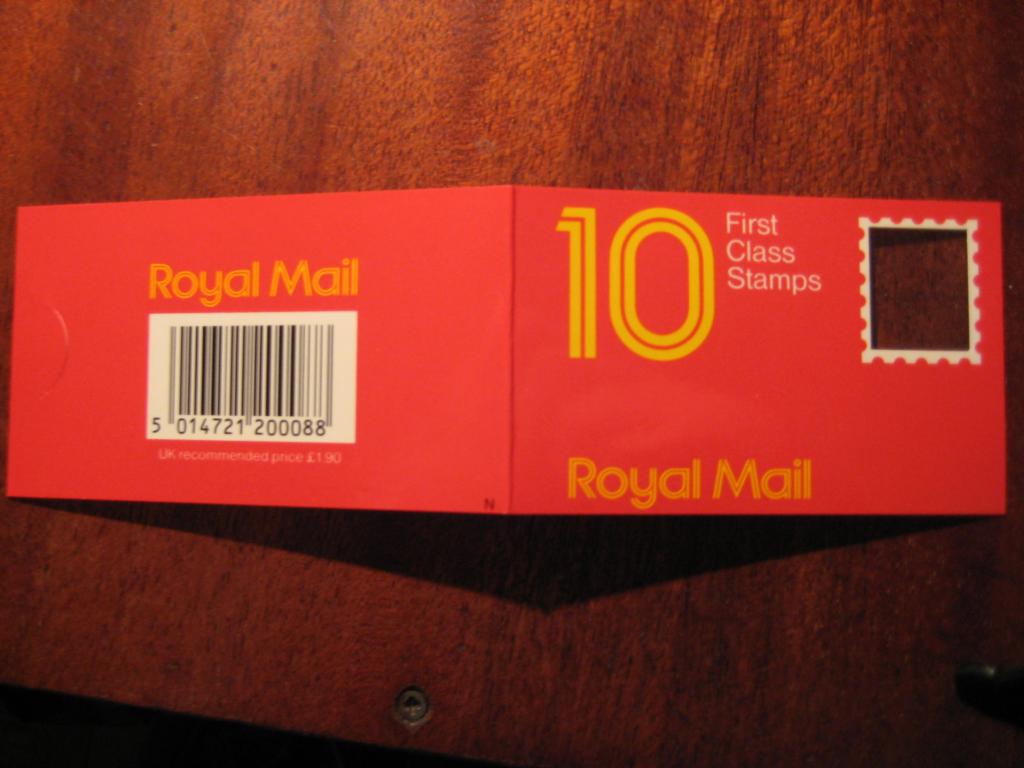 Royal Mail
5 014721 200088
UK recommended price £1.90
N
10
First
Class
Stamps
Royal Mail